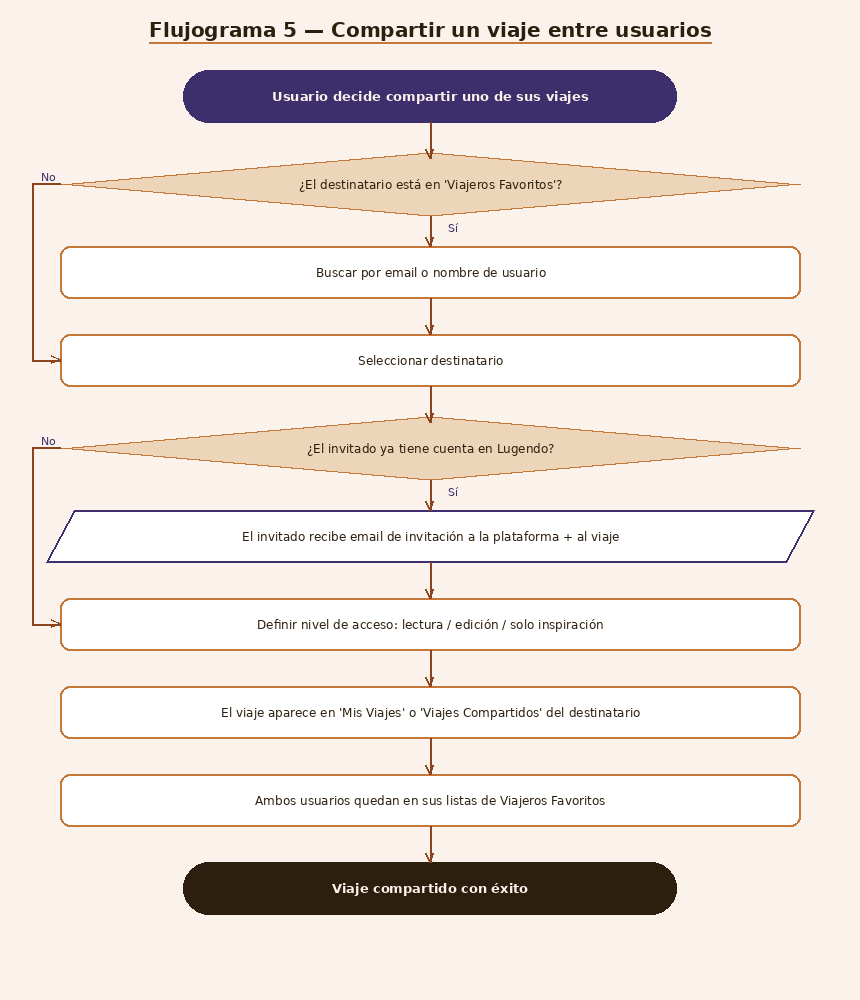 Flujograma 5 — Compartir un viaje entre usuarios
Usuario decide compartir uno de sus viajes
No
¿El destinatario está en 'Viajeros Favoritos'?
Sí
Buscar por email o nombre de usuario
Seleccionar destinatario
No
¿El invitado ya tiene cuenta en Lugendo?
Sí
El invitado recibe email de invitación a la plataforma + al viaje
Definir nivel de acceso: lectura / edición / solo inspiración
El viaje aparece en 'Mis Viajes' o 'Viajes Compartidos' del destinatario
Ambos usuarios quedan en sus listas de Viajeros Favoritos
Viaje compartido con éxito